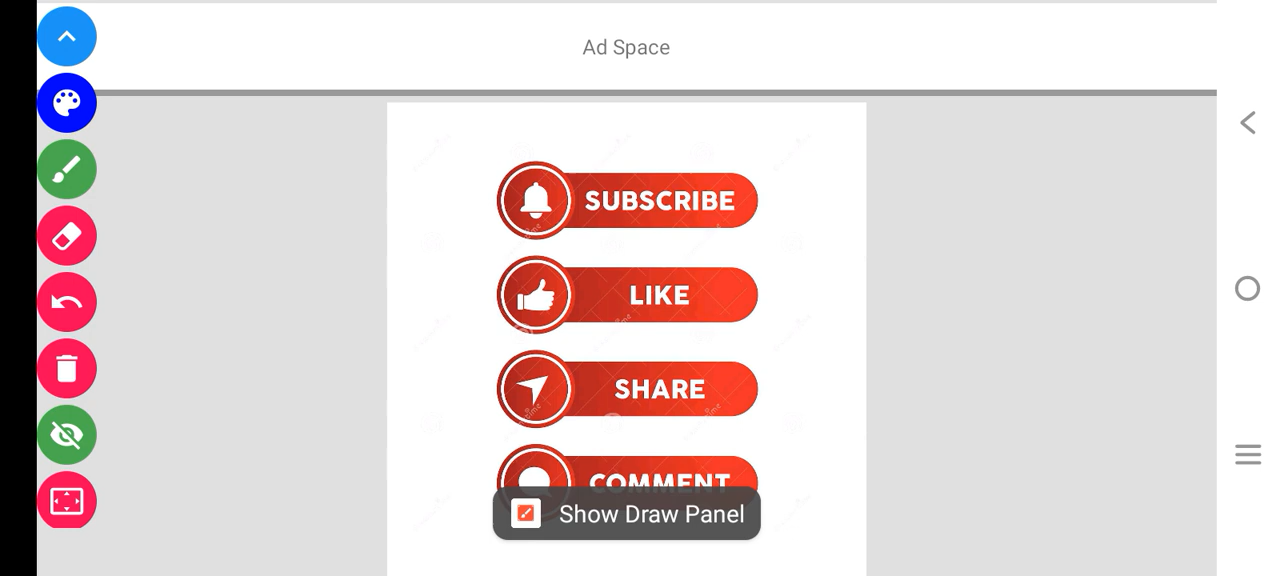 Ad Space
SUBSCRIBE
LIKE
SHARE
COMMENT
Show Draw Panel